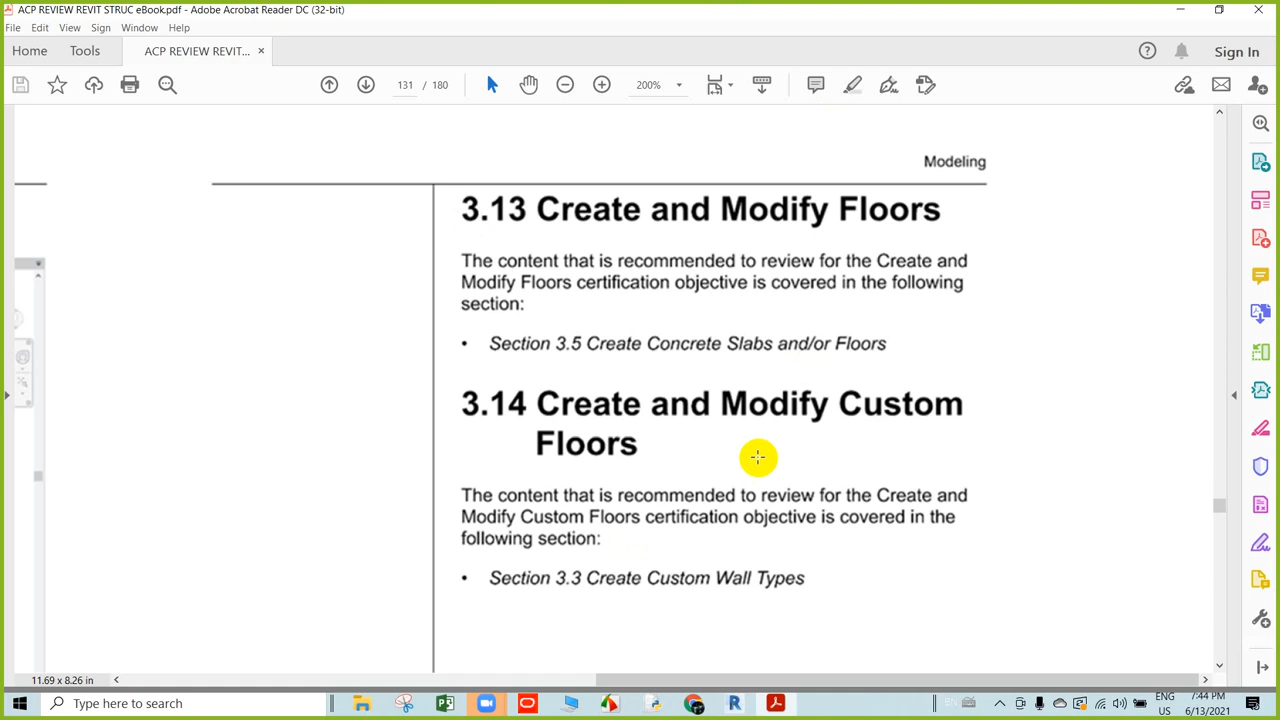 ACP REVIEW REVIT STRUC eBook.pdf - Adobe Acrobat Reader DC (32-bit)
File Edit View Sign Window Help
Home Tools ACP REVIEW REVIT... × Sign In
131 / 180 200%
Modeling
3.13 Create and Modify Floors
The content that is recommended to review for the Create and
Modify Floors certification objective is covered in the following
section:
• Section 3.5 Create Concrete Slabs and/or Floors
3.14 Create and Modify Custom
Floors
The content that is recommended to review for the Create and
Modify Custom Floors certification objective is covered in the
following section:
• Section 3.3 Create Custom Wall Types
11.69 x 8.26 in
Type here to search
EN
ENG
US
7:44 PM
6/13/2021